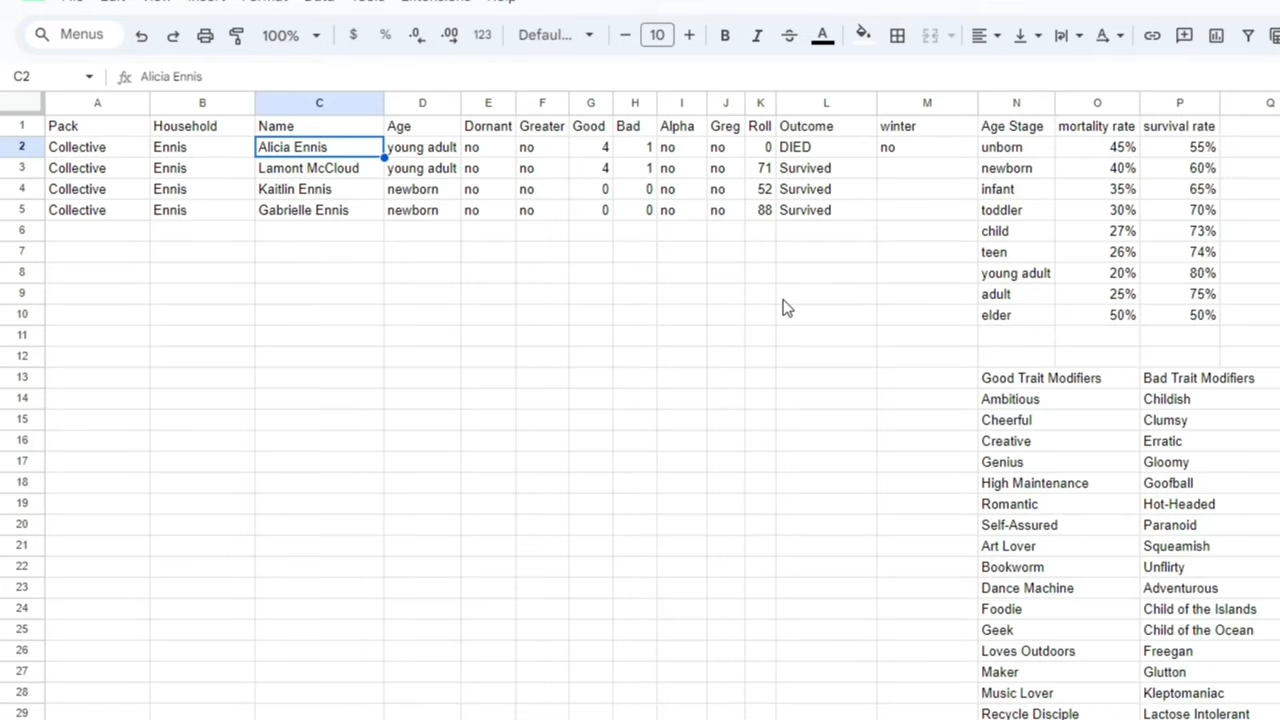 Menus 100% $ % .0 .00 123 Defaul... 10 B I A
C2 fx Alicia Ennis
A B C D E F G H I J K L M N O P Q
1 Pack Household Name Age Dornant Greater Good Bad Alpha Greg Roll Outcome winter Age Stage mortality rate survival rate
2 Collective Ennis Alicia Ennis young adult no no 4 1 no no 0 DIED no unborn 45% 55%
3 Collective Ennis Lamont McCloud young adult no no 4 1 no no 71 Survived newborn 40% 60%
4 Collective Ennis Kaitlin Ennis newborn no no 0 0 no no 52 Survived infant 35% 65%
5 Collective Ennis Gabrielle Ennis newborn no no 0 0 no no 88 Survived toddler 30% 70%
6 child 27% 73%
7 teen 26% 74%
8 young adult 20% 80%
9 adult 25% 75%
10 elder 50% 50%
11
12
13 Good Trait Modifiers Bad Trait Modifiers
14 Ambitious Childish
15 Cheerful Clumsy
16 Creative Erratic
17 Genius Gloomy
18 High Maintenance Goofball
19 Romantic Hot-Headed
20 Self-Assured Paranoid
21 Art Lover Squeamish
22 Bookworm Unflirty
23 Dance Machine Adventurous
24 Foodie Child of the Islands
25 Geek Child of the Ocean
26 Loves Outdoors Freegan
27 Maker Glutton
28 Music Lover Kleptomaniac
29 Recycle Disciple Lactose Intolerant